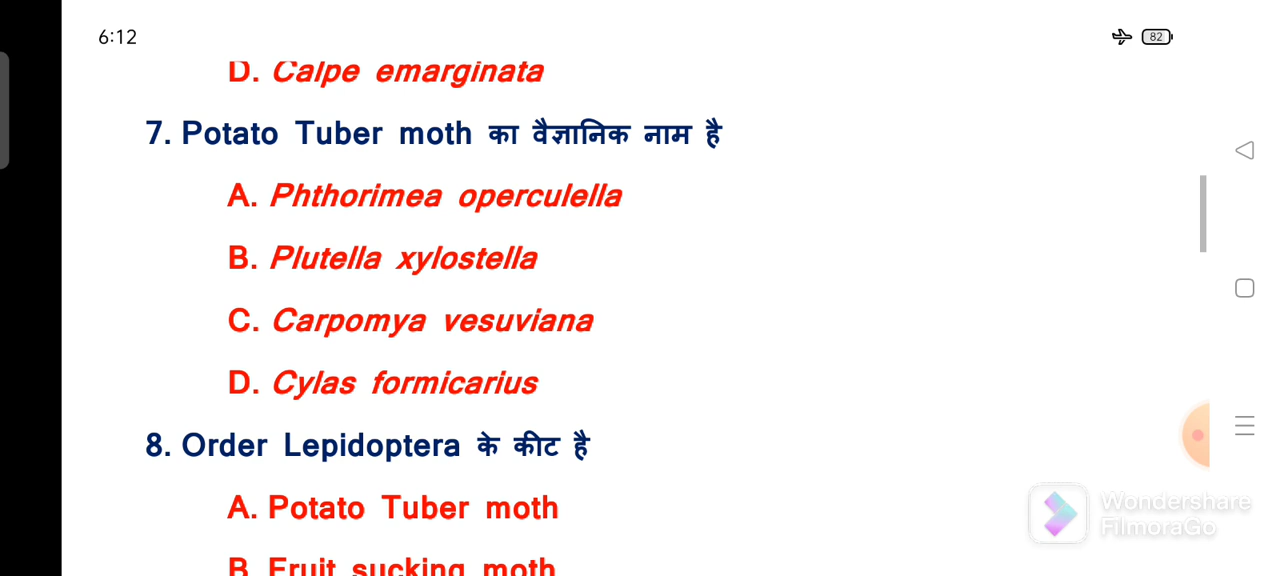 6:12
82
D. Calpe emarginata
7. Potato Tuber moth का वैज्ञानिक नाम है
A. Phthorimea operculella
B. Plutella xylostella
C. Carpomya vesuviana
D. Cylas formicarius
8. Order Lepidoptera के कीट है
A. Potato Tuber moth
B. Fruit sucking moth
Wondershare
FilmoraGo